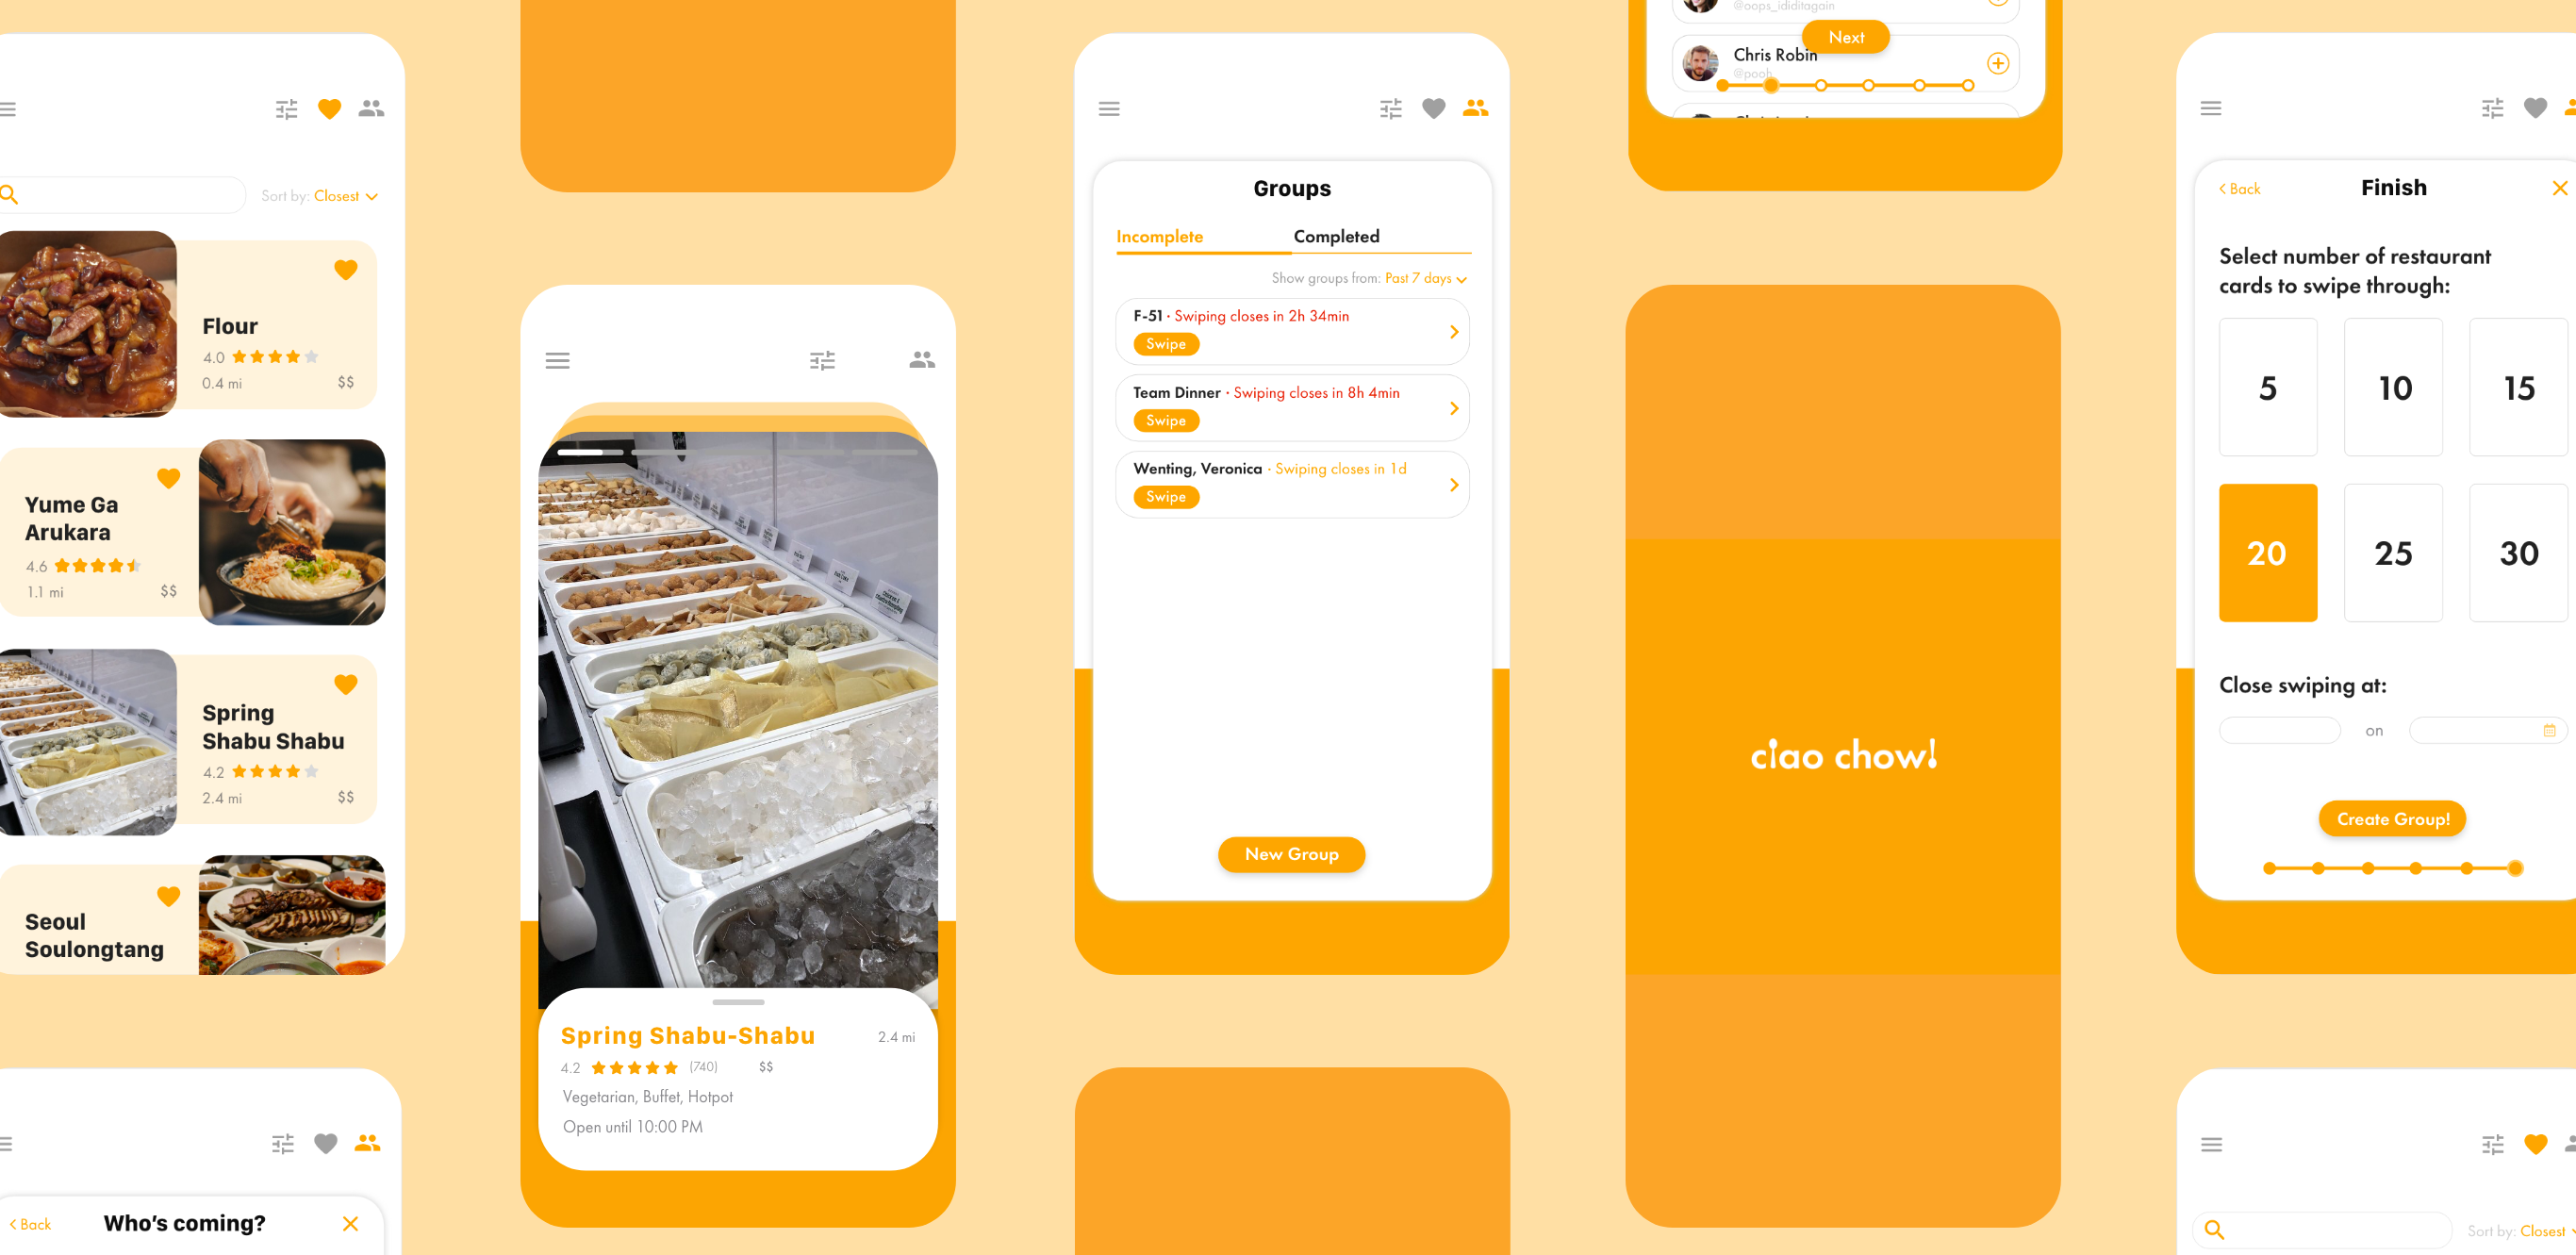 Sort by: Closest
Flour
4.0
0.4 mi
$$
Yume Ga
Arukara
4.6
1.1 mi
$$
Spring
Shabu Shabu
4.2
2.4 mi
$$
Seoul
Soulongtang
Back
Who's coming?
Spring Shabu-Shabu
2.4 mi
4.2
(740)
$$
Vegetarian, Buffet, Hotpot
Open until 10:00 PM
Groups
Incomplete
Completed
Show groups from: Past 7 days
F-51 · Swiping closes in 2h 34min
Swipe
Team Dinner · Swiping closes in 8h 4min
Swipe
Wenting, Veronica · Swiping closes in 1d
Swipe
New Group
@oops_ididitagain
Next
Chris Robin
@pooh
ciao chow!
Back
Finish
Select number of restaurant
cards to swipe through:
5
10
15
20
25
30
Close swiping at:
on
Create Group!
Sort by: Closest